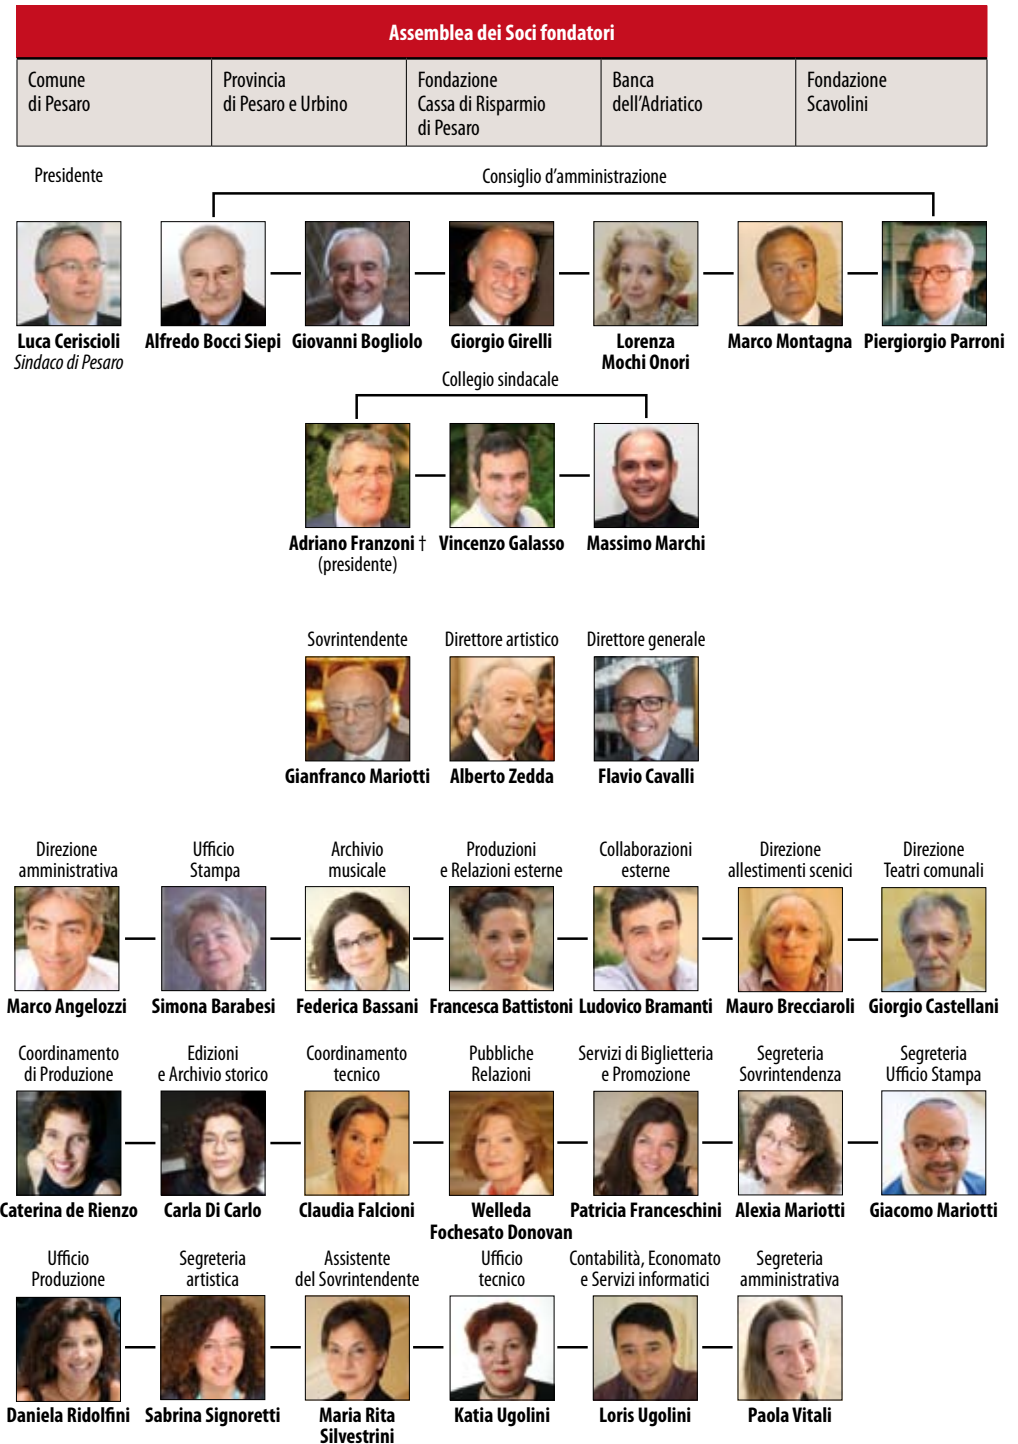 Assemblea dei Soci fondatori
Comune
di Pesaro
Provincia
di Pesaro e Urbino
Fondazione
Cassa di Risparmio
di Pesaro
Banca
dell'Adriatico
Fondazione
Scavolini
Presidente
Consiglio d'amministrazione
Luca Ceriscioli
Sindaco di Pesaro
Alfredo Bocci Siepi
Giovanni Bogliolo
Giorgio Girelli
Lorenza
Mochi Onori
Marco Montagna
Piergiorgio Parroni
Collegio sindacale
Adriano Franzoni †
(presidente)
Vincenzo Galasso
Massimo Marchi
Sovrintendente
Direttore artistico
Direttore generale
Gianfranco Mariotti
Alberto Zedda
Flavio Cavalli
Direzione
amministrativa
Ufficio
Stampa
Archivio
musicale
Produzioni
e Relazioni esterne
Collaborazioni
esterne
Direzione
allestimenti scenici
Direzione
Teatri comunali
Marco Angelozzi
Simona Barabesi
Federica Bassani
Francesca Battistoni
Ludovico Bramanti
Mauro Brecciaroli
Giorgio Castellani
Coordinamento
di Produzione
Edizioni
e Archivio storico
Coordinamento
tecnico
Pubbliche
Relazioni
Servizi di Biglietteria
e Promozione
Segreteria
Sovrintendenza
Segreteria
Ufficio Stampa
Caterina de Rienzo
Carla Di Carlo
Claudia Falcioni
Welleda
Fochesato Donovan
Patricia Franceschini
Alexia Mariotti
Giacomo Mariotti
Ufficio
Produzione
Segreteria
artistica
Assistente
del Sovrintendente
Ufficio
tecnico
Contabilità, Economato
e Servizi informatici
Segreteria
amministrativa
Daniela Ridolfini
Sabrina Signoretti
Maria Rita
Silvestrini
Katia Ugolini
Loris Ugolini
Paola Vitali